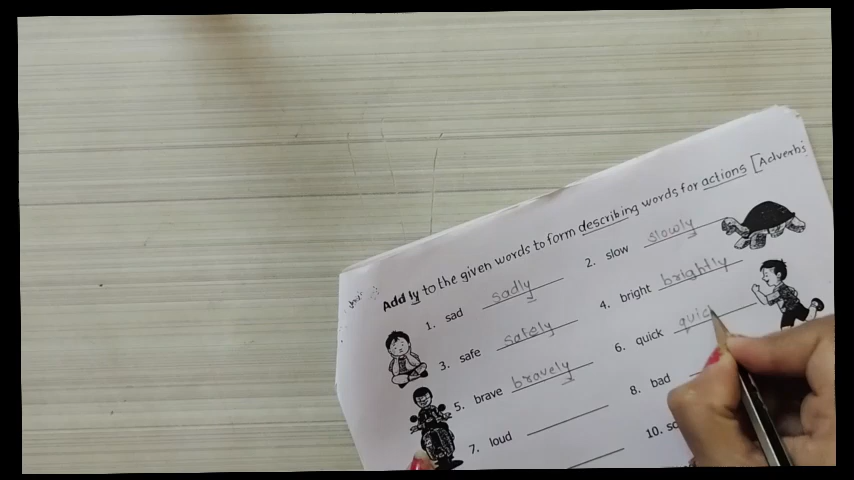 Add ly to the given words to form describing words for actions [Adverbs
1. sad sadly 2. slow slowly
3. safe safely 4. bright brightly
5. brave bravely 6. quick quic
7. loud 8. bad
10.